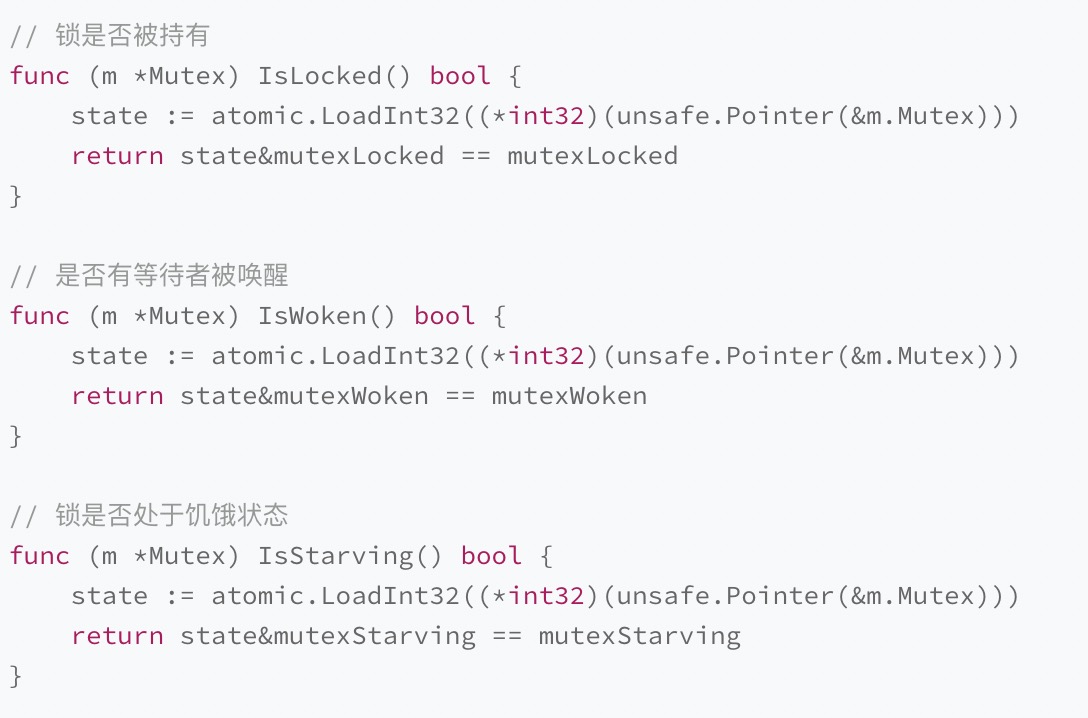 // 锁是否被持有
func (m *Mutex) IsLocked() bool {
    state := atomic.LoadInt32((*int32)(unsafe.Pointer(&m.Mutex)))
    return state&mutexLocked == mutexLocked
}

// 是否有等待者被唤醒
func (m *Mutex) IsWoken() bool {
    state := atomic.LoadInt32((*int32)(unsafe.Pointer(&m.Mutex)))
    return state&mutexWoken == mutexWoken
}

// 锁是否处于饥饿状态
func (m *Mutex) IsStarving() bool {
    state := atomic.LoadInt32((*int32)(unsafe.Pointer(&m.Mutex)))
    return state&mutexStarving == mutexStarving
}